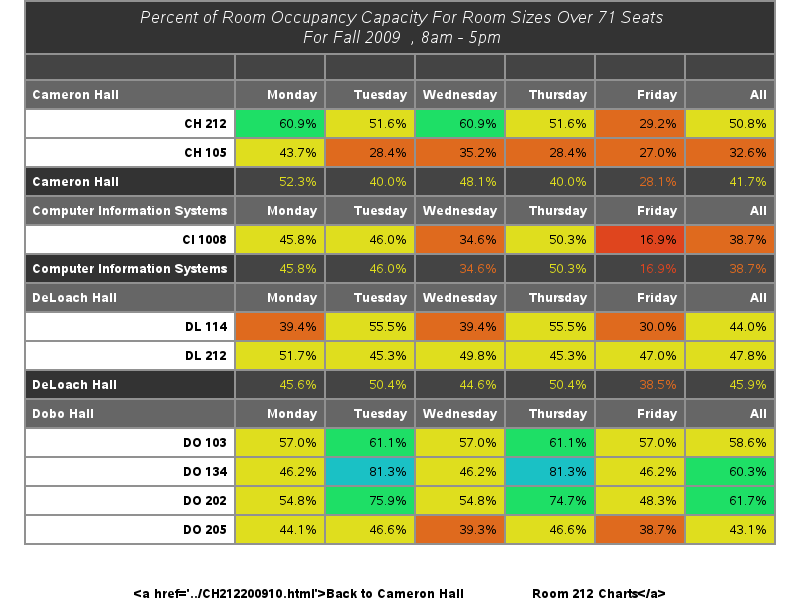 Percent of Room Occupancy Capacity For Room Sizes Over 71 Seats
For Fall 2009 , 8am - 5pm
Cameron Hall Monday Tuesday Wednesday Thursday Friday All
CH 212 60.9% 51.6% 60.9% 51.6% 29.2% 50.8%
CH 105 43.7% 28.4% 35.2% 28.4% 27.0% 32.6%
Cameron Hall 52.3% 40.0% 48.1% 40.0% 28.1% 41.7%
Computer Information Systems Monday Tuesday Wednesday Thursday Friday All
CI 1008 45.8% 46.0% 34.6% 50.3% 16.9% 38.7%
Computer Information Systems 45.8% 46.0% 34.6% 50.3% 16.9% 38.7%
DeLoach Hall Monday Tuesday Wednesday Thursday Friday All
DL 114 39.4% 55.5% 39.4% 55.5% 30.0% 44.0%
DL 212 51.7% 45.3% 49.8% 45.3% 47.0% 47.8%
DeLoach Hall 45.6% 50.4% 44.6% 50.4% 38.5% 45.9%
Dobo Hall Monday Tuesday Wednesday Thursday Friday All
DO 103 57.0% 61.1% 57.0% 61.1% 57.0% 58.6%
DO 134 46.2% 81.3% 46.2% 81.3% 46.2% 60.3%
DO 202 54.8% 75.9% 54.8% 74.7% 48.3% 61.7%
DO 205 44.1% 46.6% 39.3% 46.6% 38.7% 43.1%
<a href='../CH212200910.html'>Back to Cameron Hall Room 212 Charts</a>